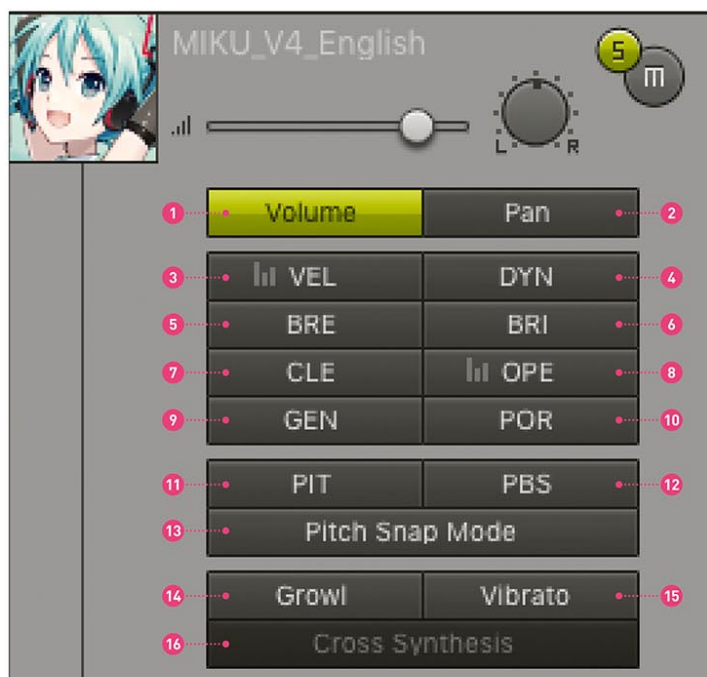 MIKU_V4_English
S
m
L R
1 Volume Pan 2
3 VEL DYN 4
5 BRE BRI 6
7 CLE OPE 8
9 GEN POR 10
11 PIT PBS 12
13 Pitch Snap Mode
14 Growl Vibrato 15
16 Cross Synthesis